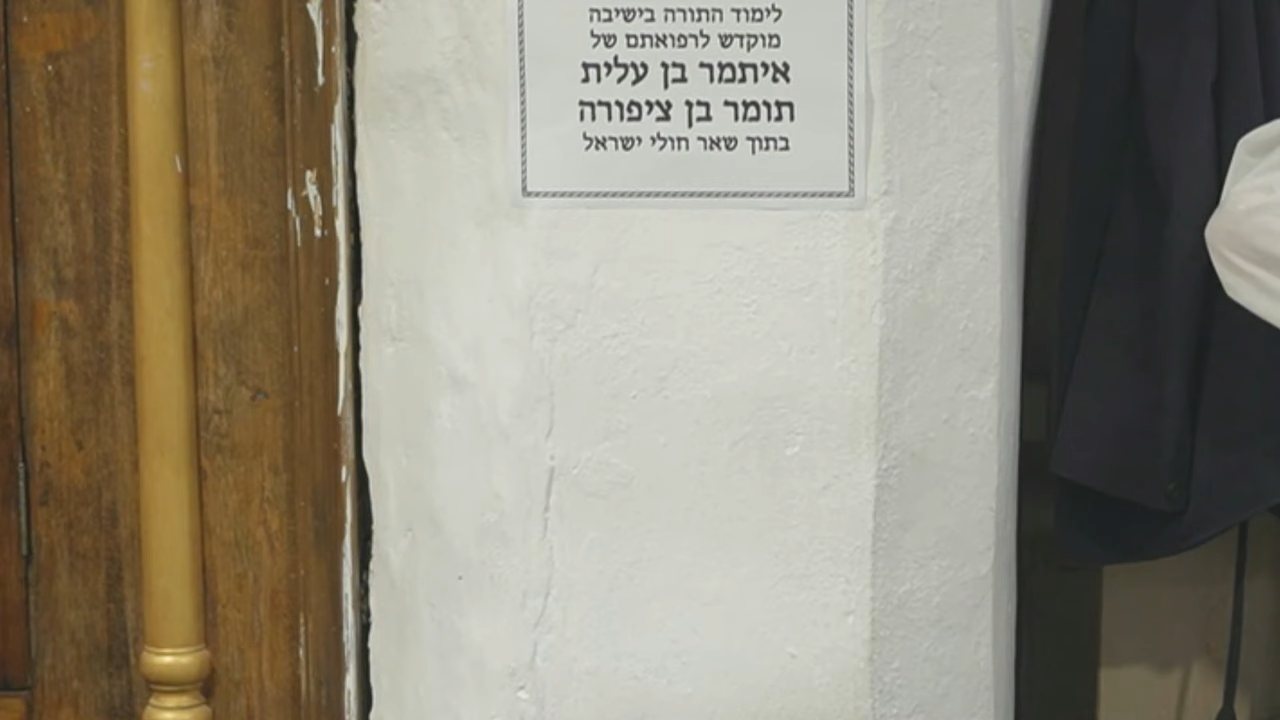 לימוד התורה בישיבה
מוקדש לרפואתם של
איתמר בן עלית
תומר בן ציפורה
בתוך שאר חולי ישראל